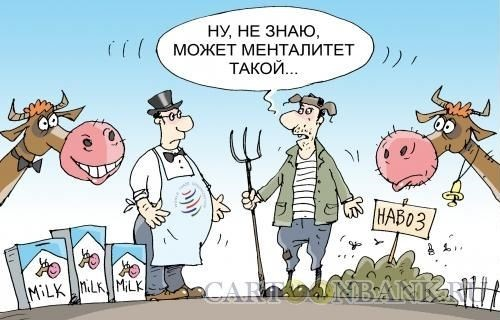 НУ, НЕ ЗНАЮ,
МОЖЕТ МЕНТАЛИТЕТ
ТАКОЙ...
НАВОЗ
MiLK
MiLK
MiLK
CARTOONBANK.RU